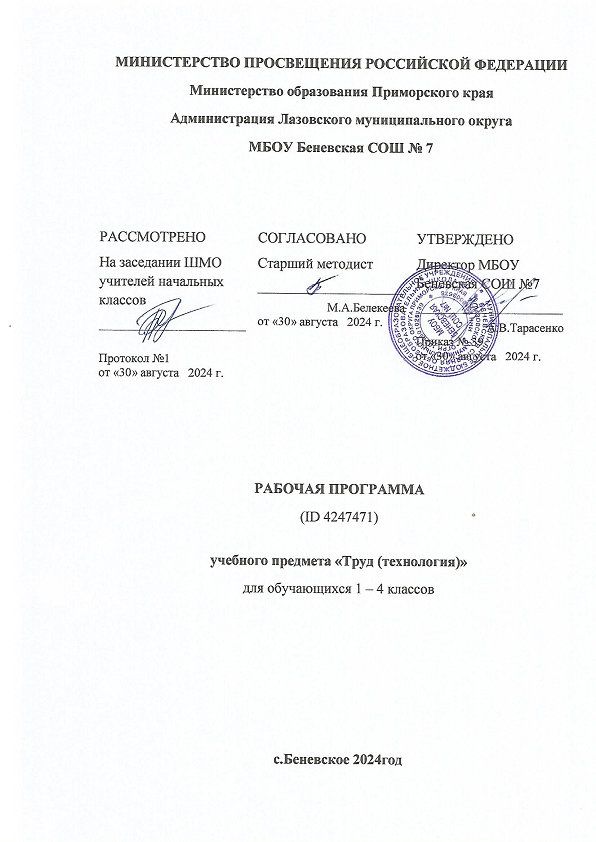 МИНИСТЕРСТВО ПРОСВЕЩЕНИЯ РОССИЙСКОЙ ФЕДЕРАЦИИ
Министерство образования Приморского края
Администрация Лазовского муниципального округа
МБОУ Беневская СОШ № 7
РАССМОТРЕНО
На заседании ШМО
учителей начальных
классов
Протокол №1
от «30» августа 2024 г.
СОГЛАСОВАНО
Старший методист
М.А.Белекеева
от «30» августа 2024 г.
УТВЕРЖДЕНО
Директор МБОУ
Беневская СОШ №7
.В.Тарасенко
Приказ № 39
от «30» августа 2024 г.
РАБОЧАЯ ПРОГРАММА
(ID 4247471)
учебного предмета «Труд (технология)»
для обучающихся 1 – 4 классов
с.Беневское 2024год